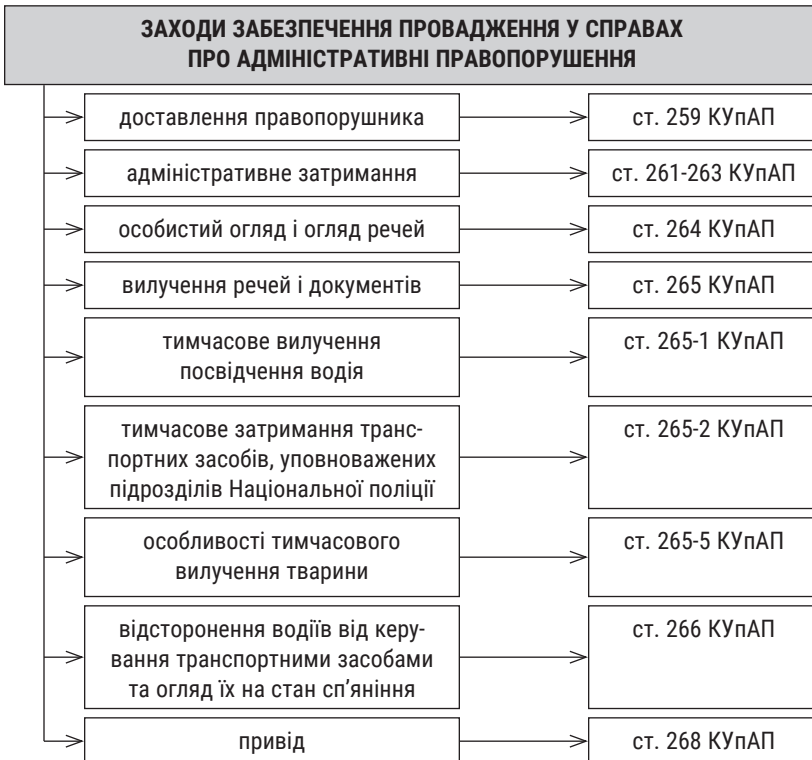 ЗАХОДИ ЗАБЕЗПЕЧЕННЯ ПРОВАДЖЕННЯ У СПРАВАХ
ПРО АДМІНІСТРАТИВНІ ПРАВОПОРУШЕННЯ
доставлення правопорушника
ст. 259 КУпАП
адміністративне затримання
ст. 261-263 КУпАП
особистий огляд і огляд речей
ст. 264 КУпАП
вилучення речей і документів
ст. 265 КУпАП
тимчасове вилучення
посвідчення водія
ст. 265-1 КУпАП
тимчасове затримання транс-
портних засобів, уповноважених
підрозділів Національної поліції
ст. 265-2 КУпАП
особливості тимчасового
вилучення тварини
ст. 265-5 КУпАП
відсторонення водіїв від керу-
вання транспортними засобами
та огляд їх на стан сп’яніння
ст. 266 КУпАП
привід
ст. 268 КУпАП